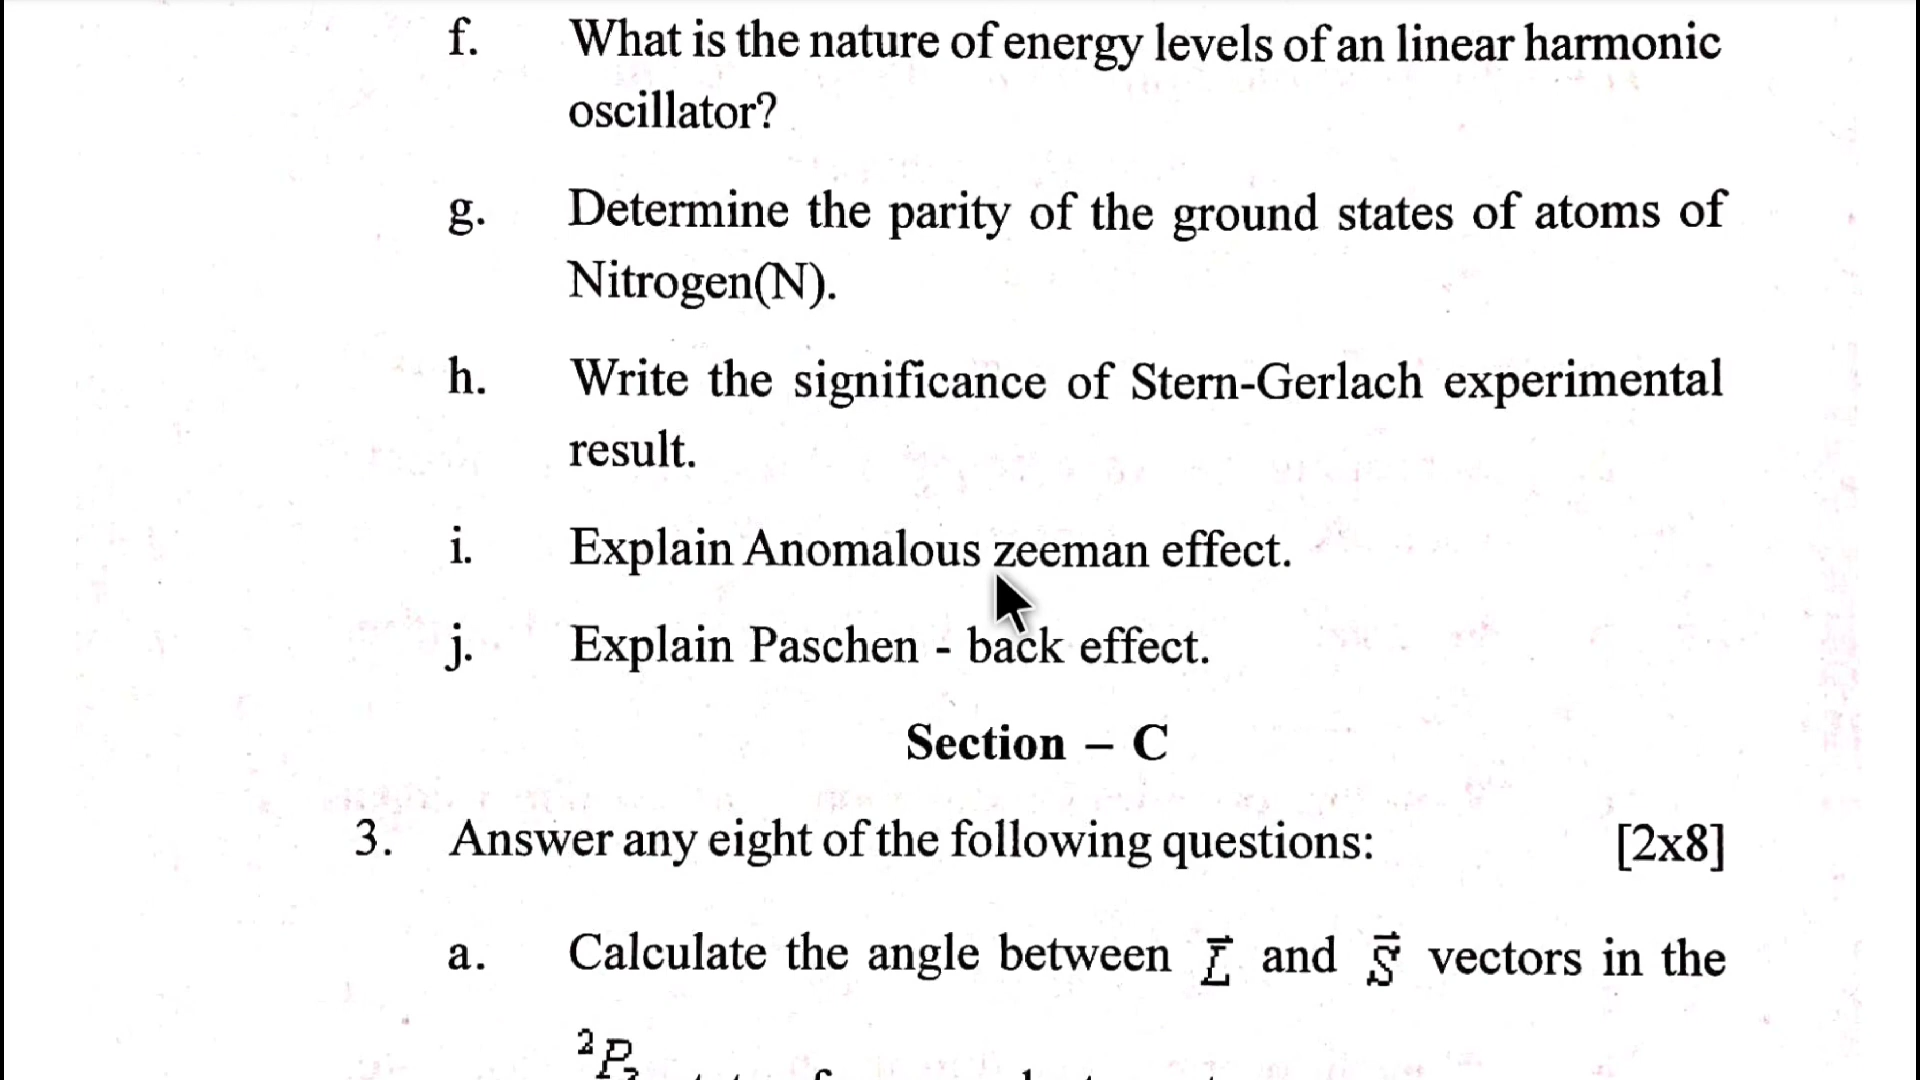 f. What is the nature of energy levels of an linear harmonic
oscillator?
g. Determine the parity of the ground states of atoms of
Nitrogen(N).
h. Write the significance of Stern-Gerlach experimental
result.
i. Explain Anomalous zeeman effect.
j. Explain Paschen - back effect.
Section – C
3. Answer any eight of the following questions: [2x8]
a. Calculate the angle between L⃗ and S⃗ vectors in the
²P